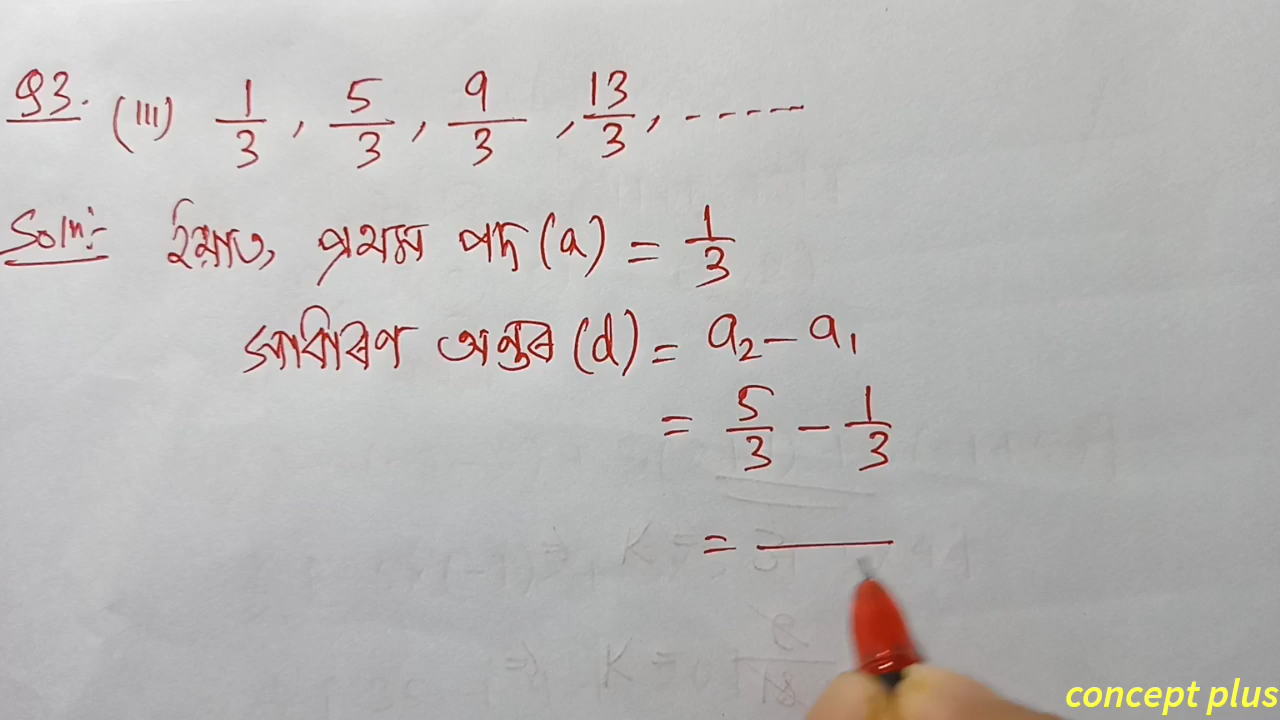 Q3. (III) 1/3, 5/3, 9/3, 13/3, -----
Soln:- ইয়াত, প্ৰথম পদ (a) = 1/3
সাধাৰণ অন্তৰ (d) = a₂ - a₁
= 5/3 - 1/3
=
concept plus